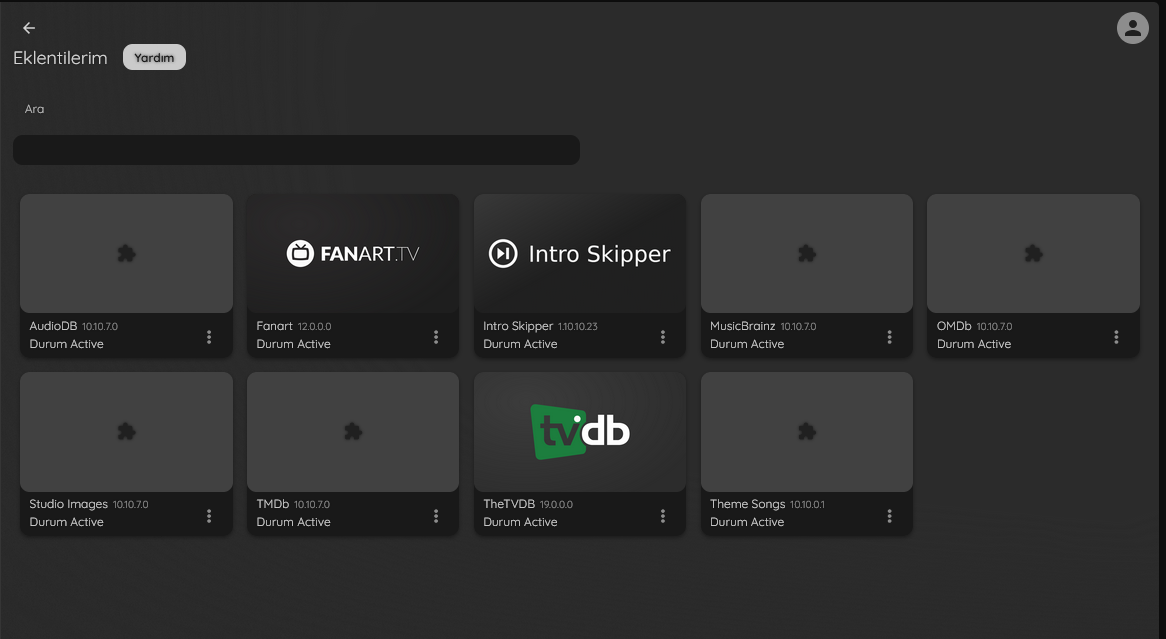 Eklentilerim Yardım
Ara
FANART.TV
Intro Skipper
AudioDB 10.10.7.0
Durum Active
Fanart 12.0.0.0
Durum Active
Intro Skipper 1.10.10.23
Durum Active
MusicBrainz 10.10.7.0
Durum Active
OMDb 10.10.7.0
Durum Active
tvdb
Studio Images 10.10.7.0
Durum Active
TMDb 10.10.7.0
Durum Active
TheTVDB 19.0.0.0
Durum Active
Theme Songs 10.10.0.1
Durum Active